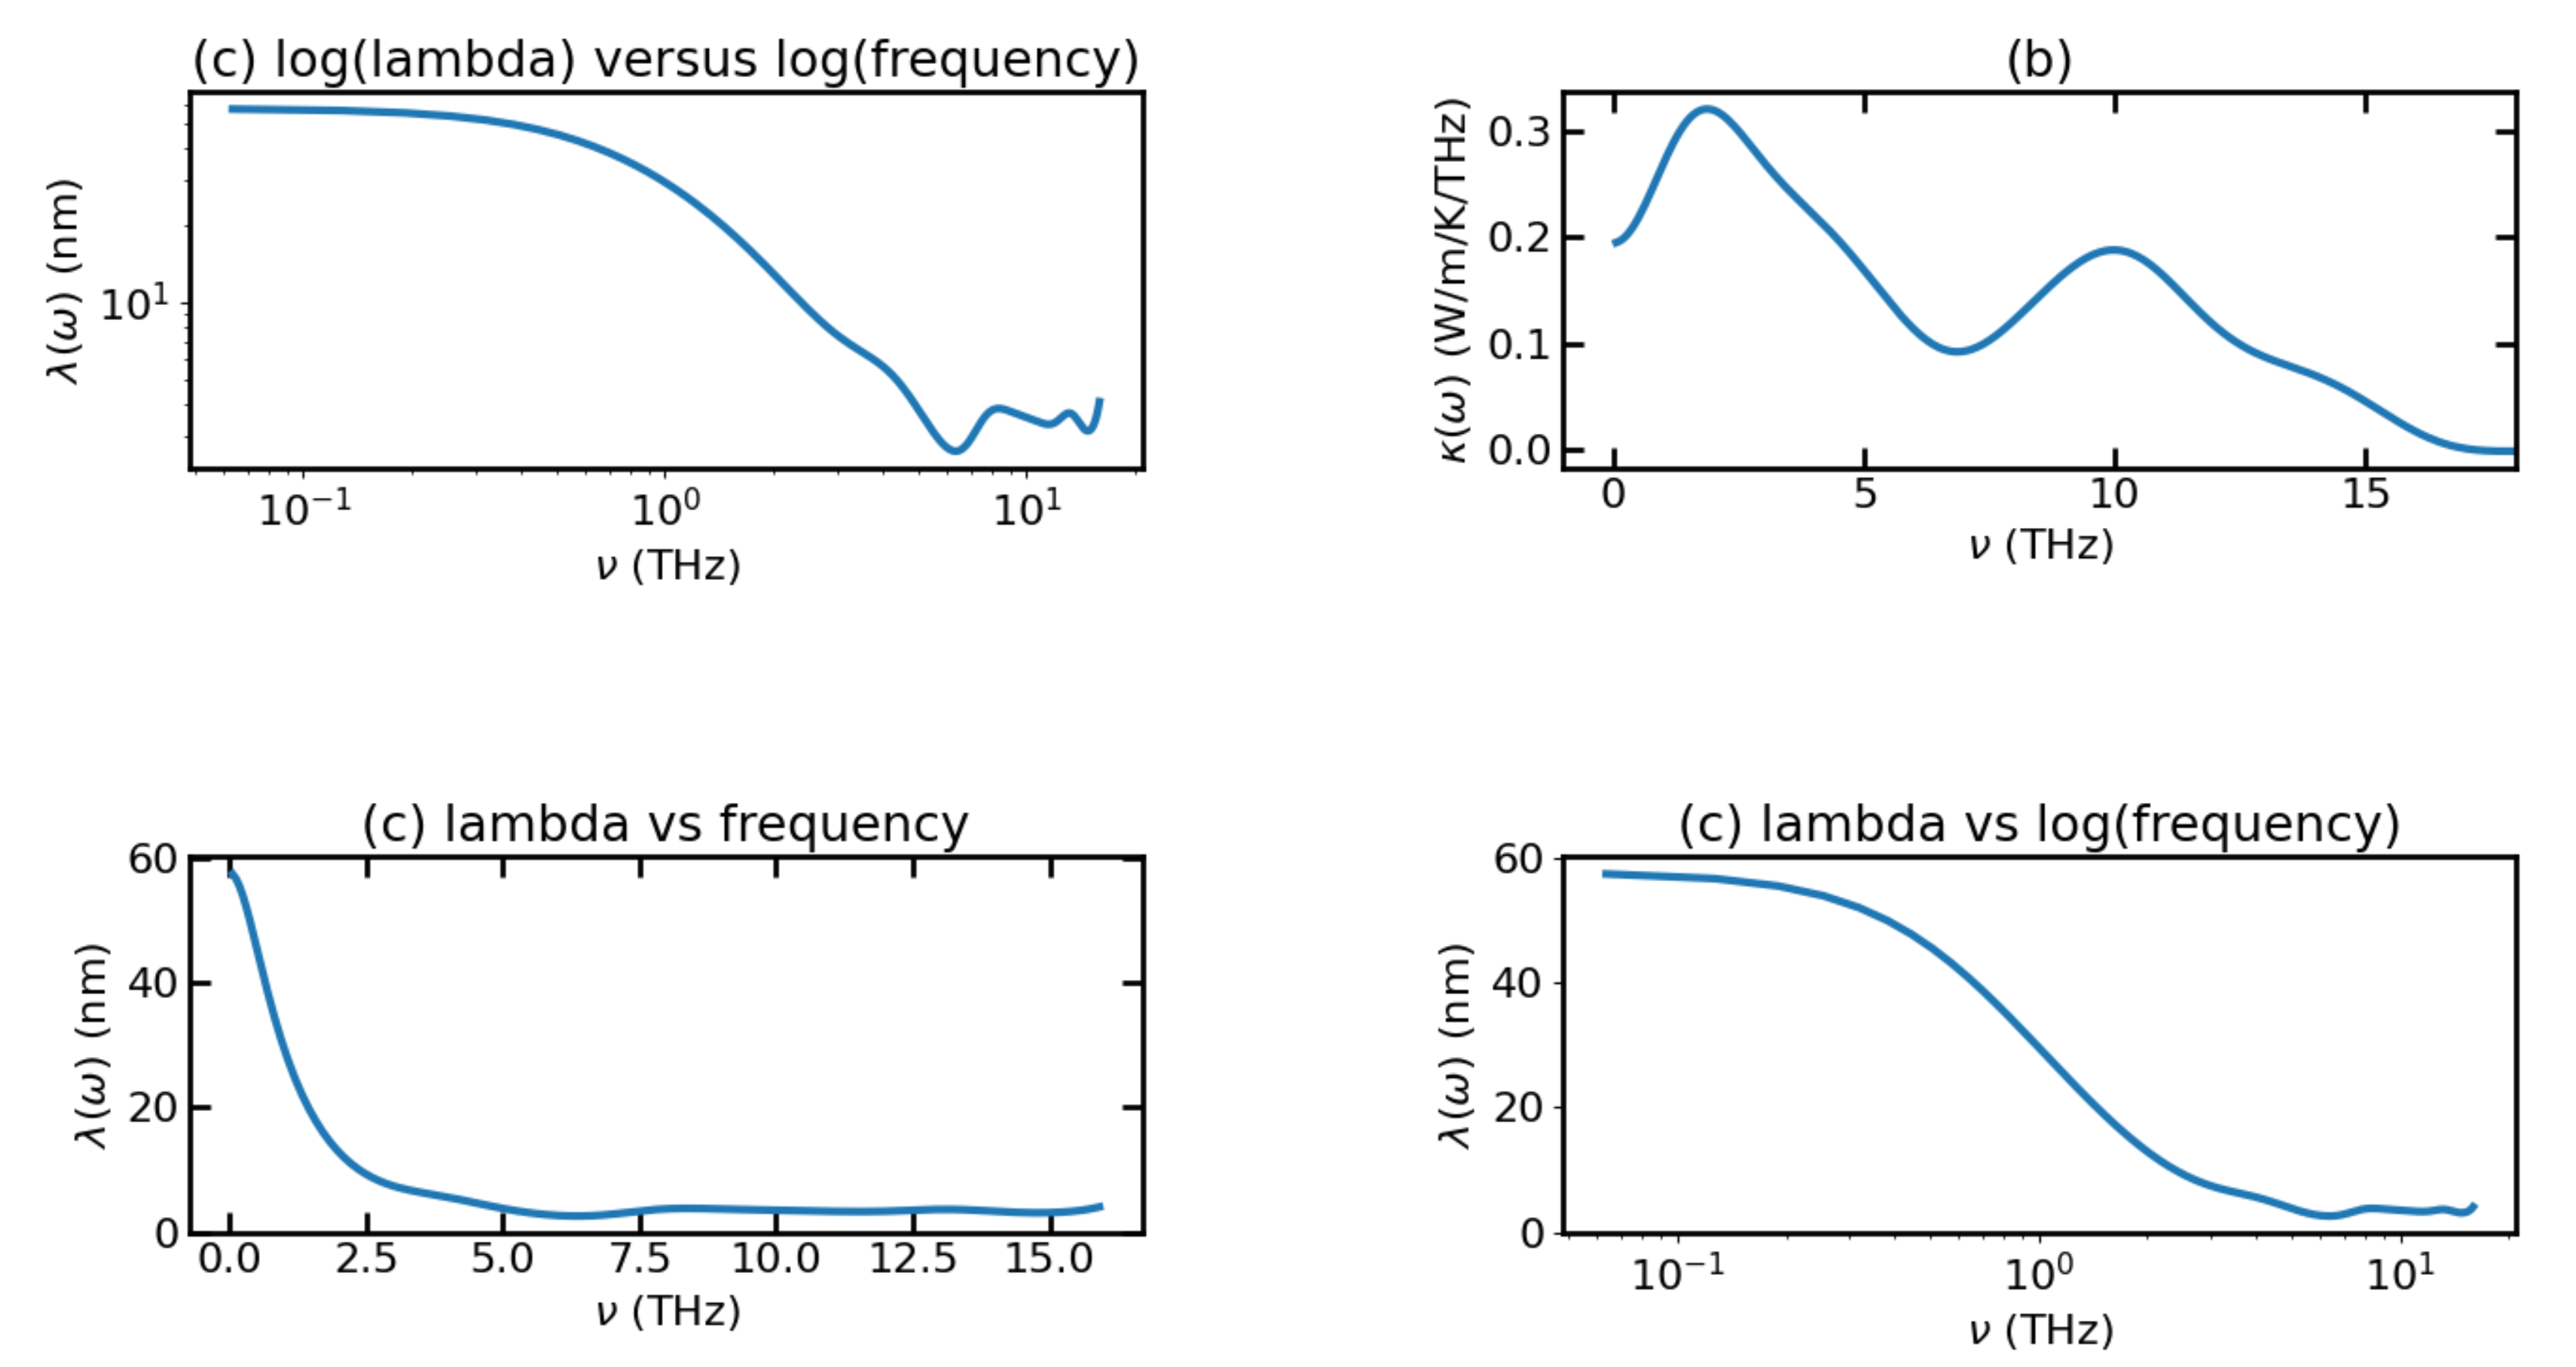 (c) log(lambda) versus log(frequency)
λ(ω) (nm)
10¹
10⁻¹ 10⁰ 10¹
ν (THz)
(b)
κ(ω) (W/m/K/THz)
0.3
0.2
0.1
0.0
0 5 10 15
ν (THz)
(c) lambda vs frequency
λ(ω) (nm)
60
40
20
0
0.0 2.5 5.0 7.5 10.0 12.5 15.0
ν (THz)
(c) lambda vs log(frequency)
λ(ω) (nm)
60
40
20
0
10⁻¹ 10⁰ 10¹
ν (THz)